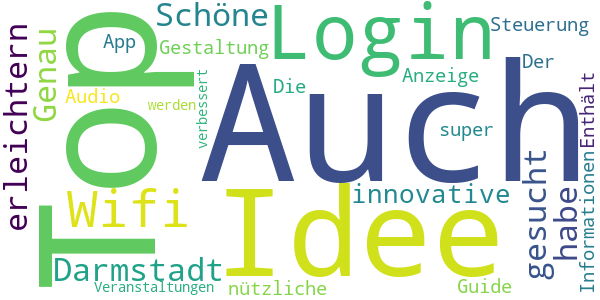 Schöne
Login
Steuerung
App
Gestaltung
Der
Genau
Top
Die
Anzeige
Audio
Auch
erleichtern
werden
verbessert
super
Enthält
Wifi
Idee
innovative
gesucht
habe
Informationen
Darmstadt
Veranstaltungen
nützliche
Guide